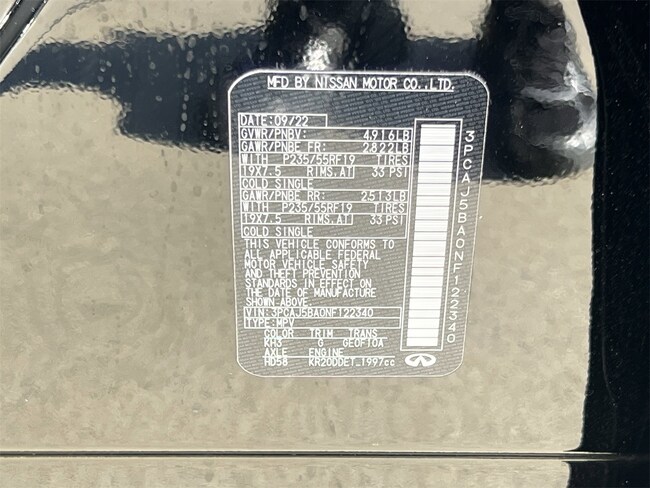 MFD BY NISSAN MOTOR CO.,LTD.
DATE:09/22
GVWR/PNBV: 4916LB
GAWR/PNBE FR: 2822LB
WITH P235/55RF19 TIRES
19X7.5 RIMS.AT 33 PSI
COLD SINGLE
GAWR/PNBE RR: 2513LB
WITH P235/55RF19 TIRES
19X7.5 RIMS.AT 33 PSI
COLD SINGLE
THIS VEHICLE CONFORMS TO
ALL APPLICABLE FEDERAL
MOTOR VEHICLE SAFETY
AND THEFT PREVENTION
STANDARDS IN EFFECT ON
THE DATE OF MANUFACTURE
SHOWN ABOVE.
VIN:3PCAJ5BA0NF122340
TYPE:MPV
COLOR TRIM TRANS
KH3 G GE0F10A
AXLE ENGINE
HD58 KR20DDET_1997cc
3PCAJ5BA0NF122340